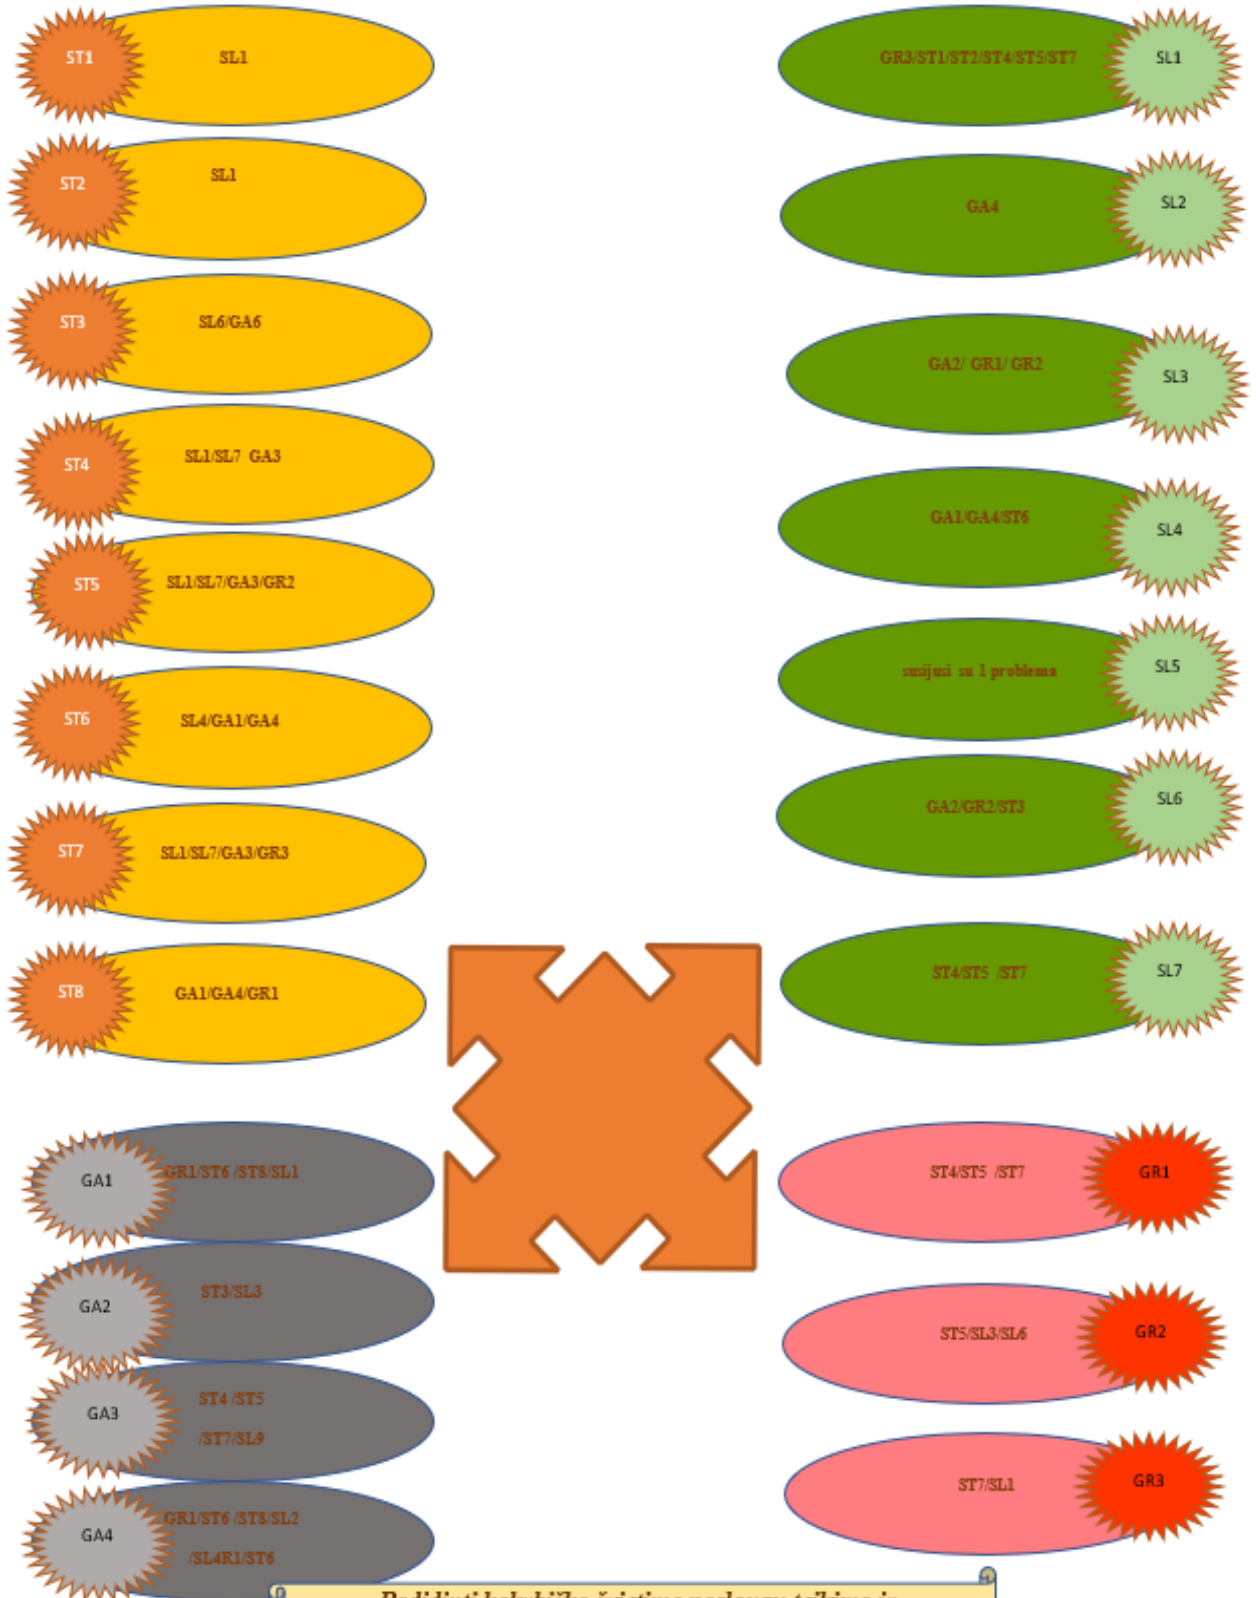 ST1
SL1
ST2
SL1
ST3
SL6/GA6
ST4
SL1/SL7 GA3
ST5
SL1/SL7/GA3/GR2
ST6
SL4/GA1/GA4
ST7
SL1/SL7/GA3/GR3
ST8
GA1/GA4/GR1
GR3/ST1/ST2/ST4/ST5/ST7
SL1
GA4
SL2
GA2/ GR1/ GR2
SL3
GA1/GA4/ST6
SL4
susijusi su 1 problema
SL5
GA2/GR2/ST3
SL6
ST4/ST5 /ST7
SL7
GA1
GR1/ST6 /ST8/SL1
GA2
ST3/SL3
GA3
ST4 /ST5
/ST7/SL9
GA4
GR1/ST6 /ST8/SL2
/SL4R1/ST6
ST4/ST5 /ST7
GR1
ST5/SL3/SL6
GR2
ST7/SL1
GR3